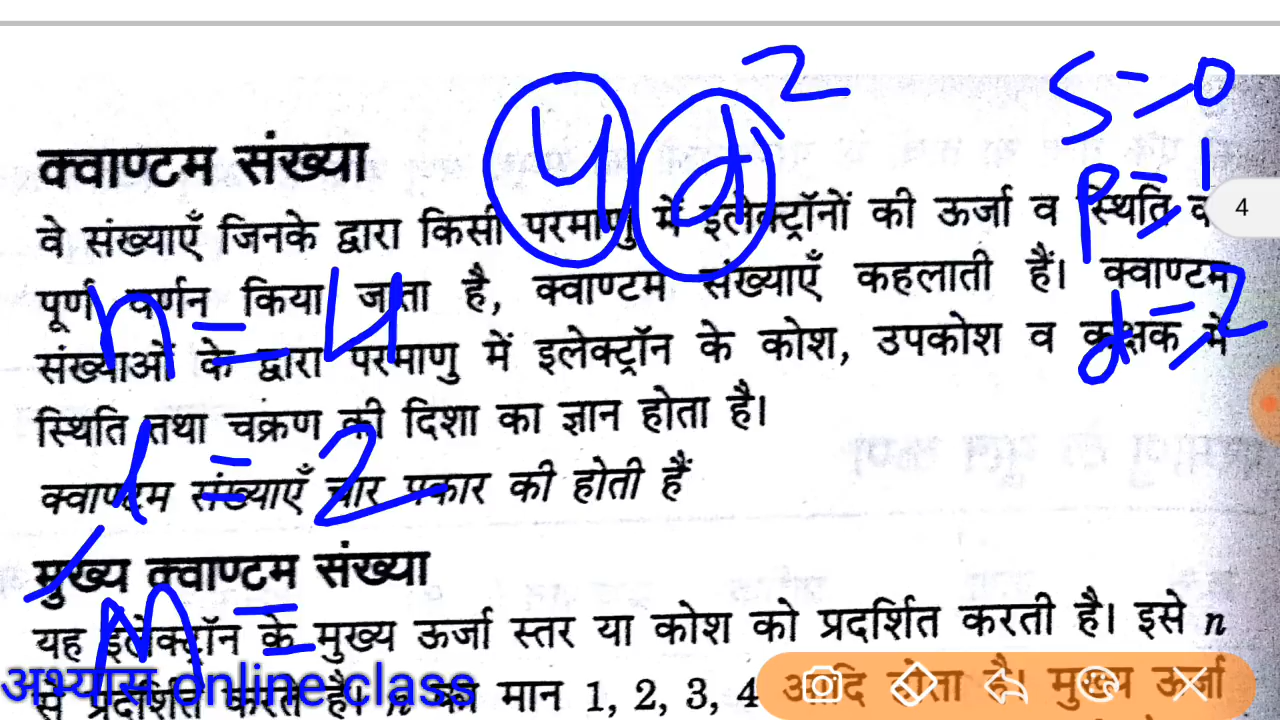 4d²
s = 0
p = 1
d = 2
क्वाण्टम संख्या
वे संख्याएँ जिनके द्वारा किसी परमाणु में इलेक्ट्रॉनों की ऊर्जा व स्थिति
4
पूर्ण वर्णन किया जाता है, क्वाण्टम संख्याएँ कहलाती हैं। क्वाण्टम
n = 4
संख्याओं के द्वारा परमाणु में इलेक्ट्रॉन के कोश, उपकोश व कक्षक में
स्थिति तथा चक्रण की दिशा का ज्ञान होता है।
l = 2
क्वाण्टम संख्याएँ चार प्रकार की होती हैं
मुख्य क्वाण्टम संख्या
m =
यह इलेक्ट्रॉन के मुख्य ऊर्जा स्तर या कोश को प्रदर्शित करती है। इसे n
से प्रदर्शित करते हैं। n का मान 1, 2, 3, 4 आदि होता है। मुख्य ऊर्जा
अभ्यास online class